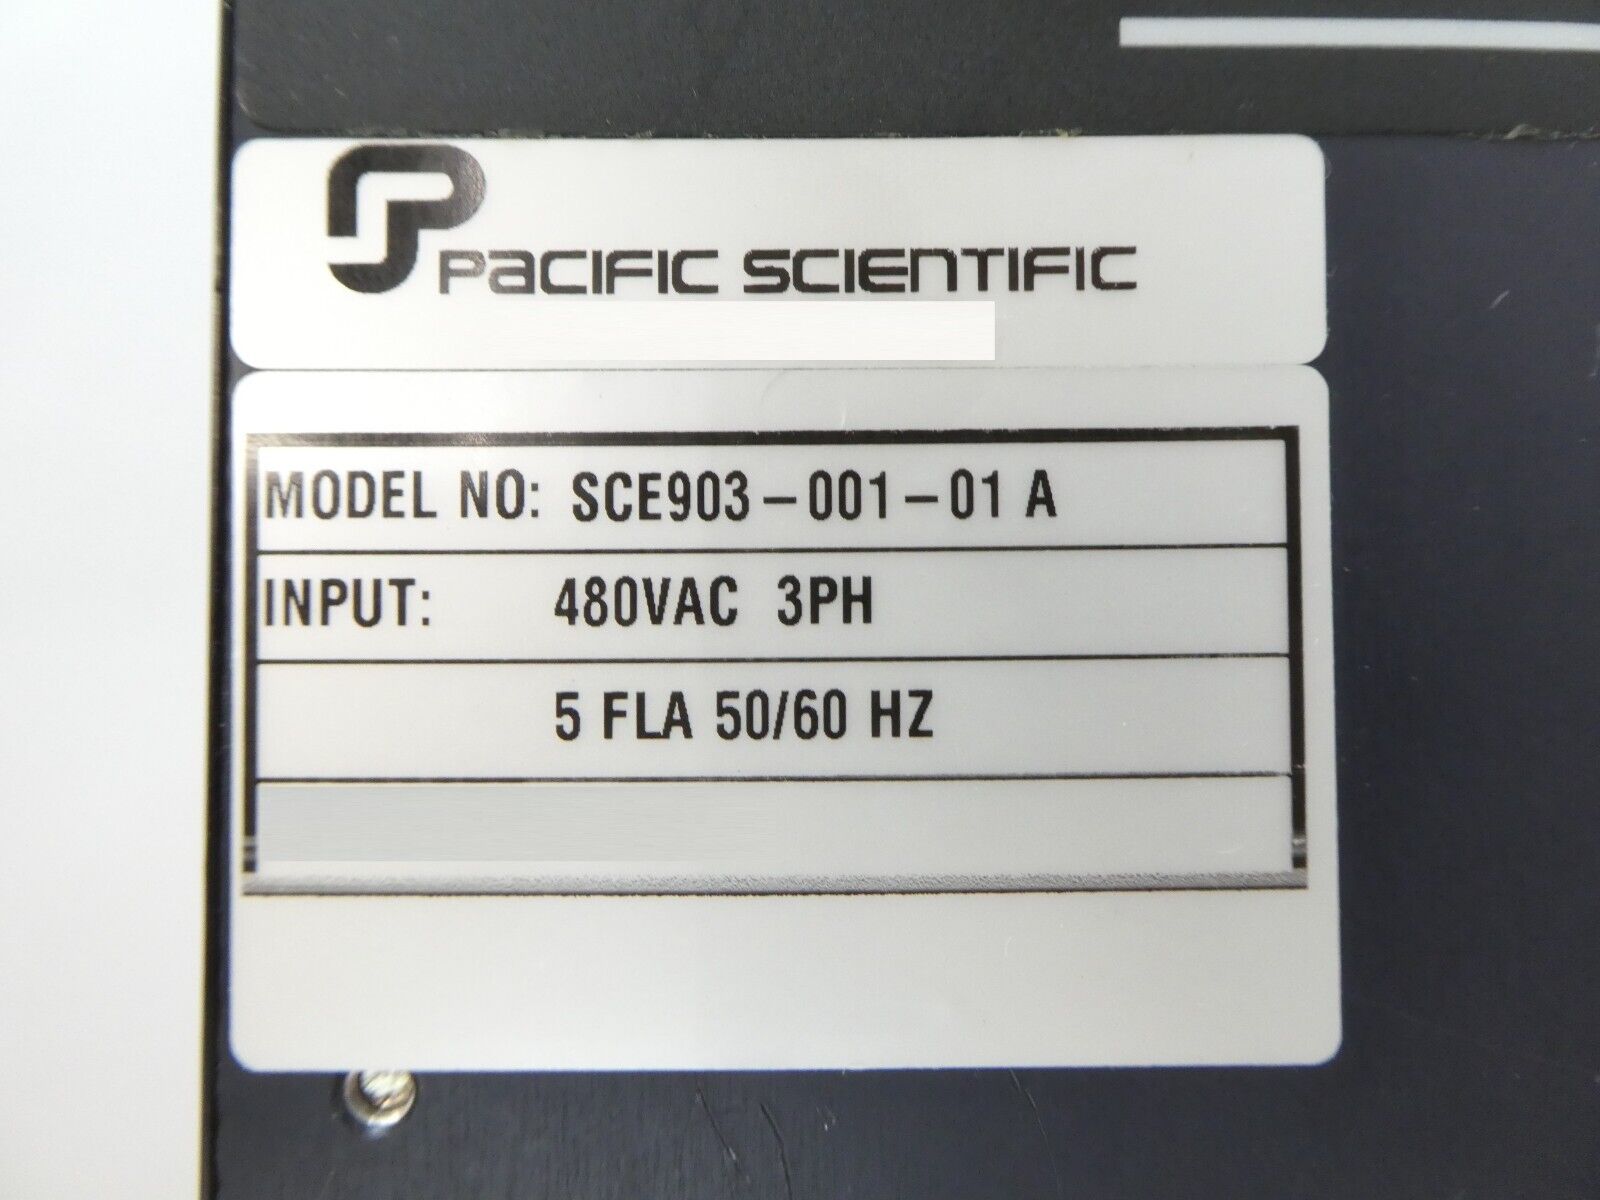 PACIFIC SCIENTIFIC
MODEL NO: SCE903-001-01 A
INPUT: 480VAC 3PH
5 FLA 50/60 HZ